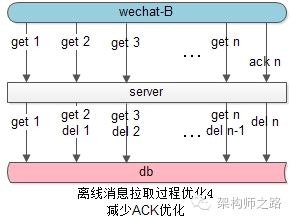 wechat-B
get 1 get 2 get 3 ... get n
ack n
server
get 1 get 2 get 3 ... get n del n
del 1 del 2 del n-1
db
离线消息拉取过程优化4
减少ACK优化
架构师之路